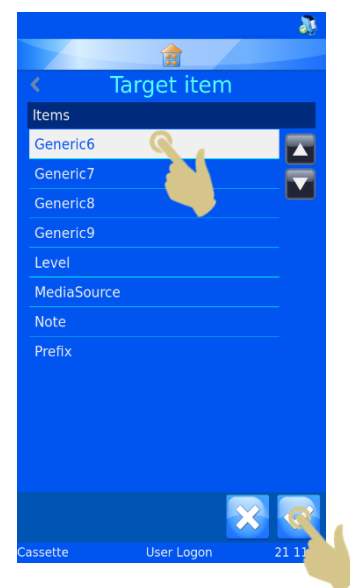 Target item
Items
Generic6
Generic7
Generic8
Generic9
Level
MediaSource
Note
Prefix
Cassette User Logon 21 11